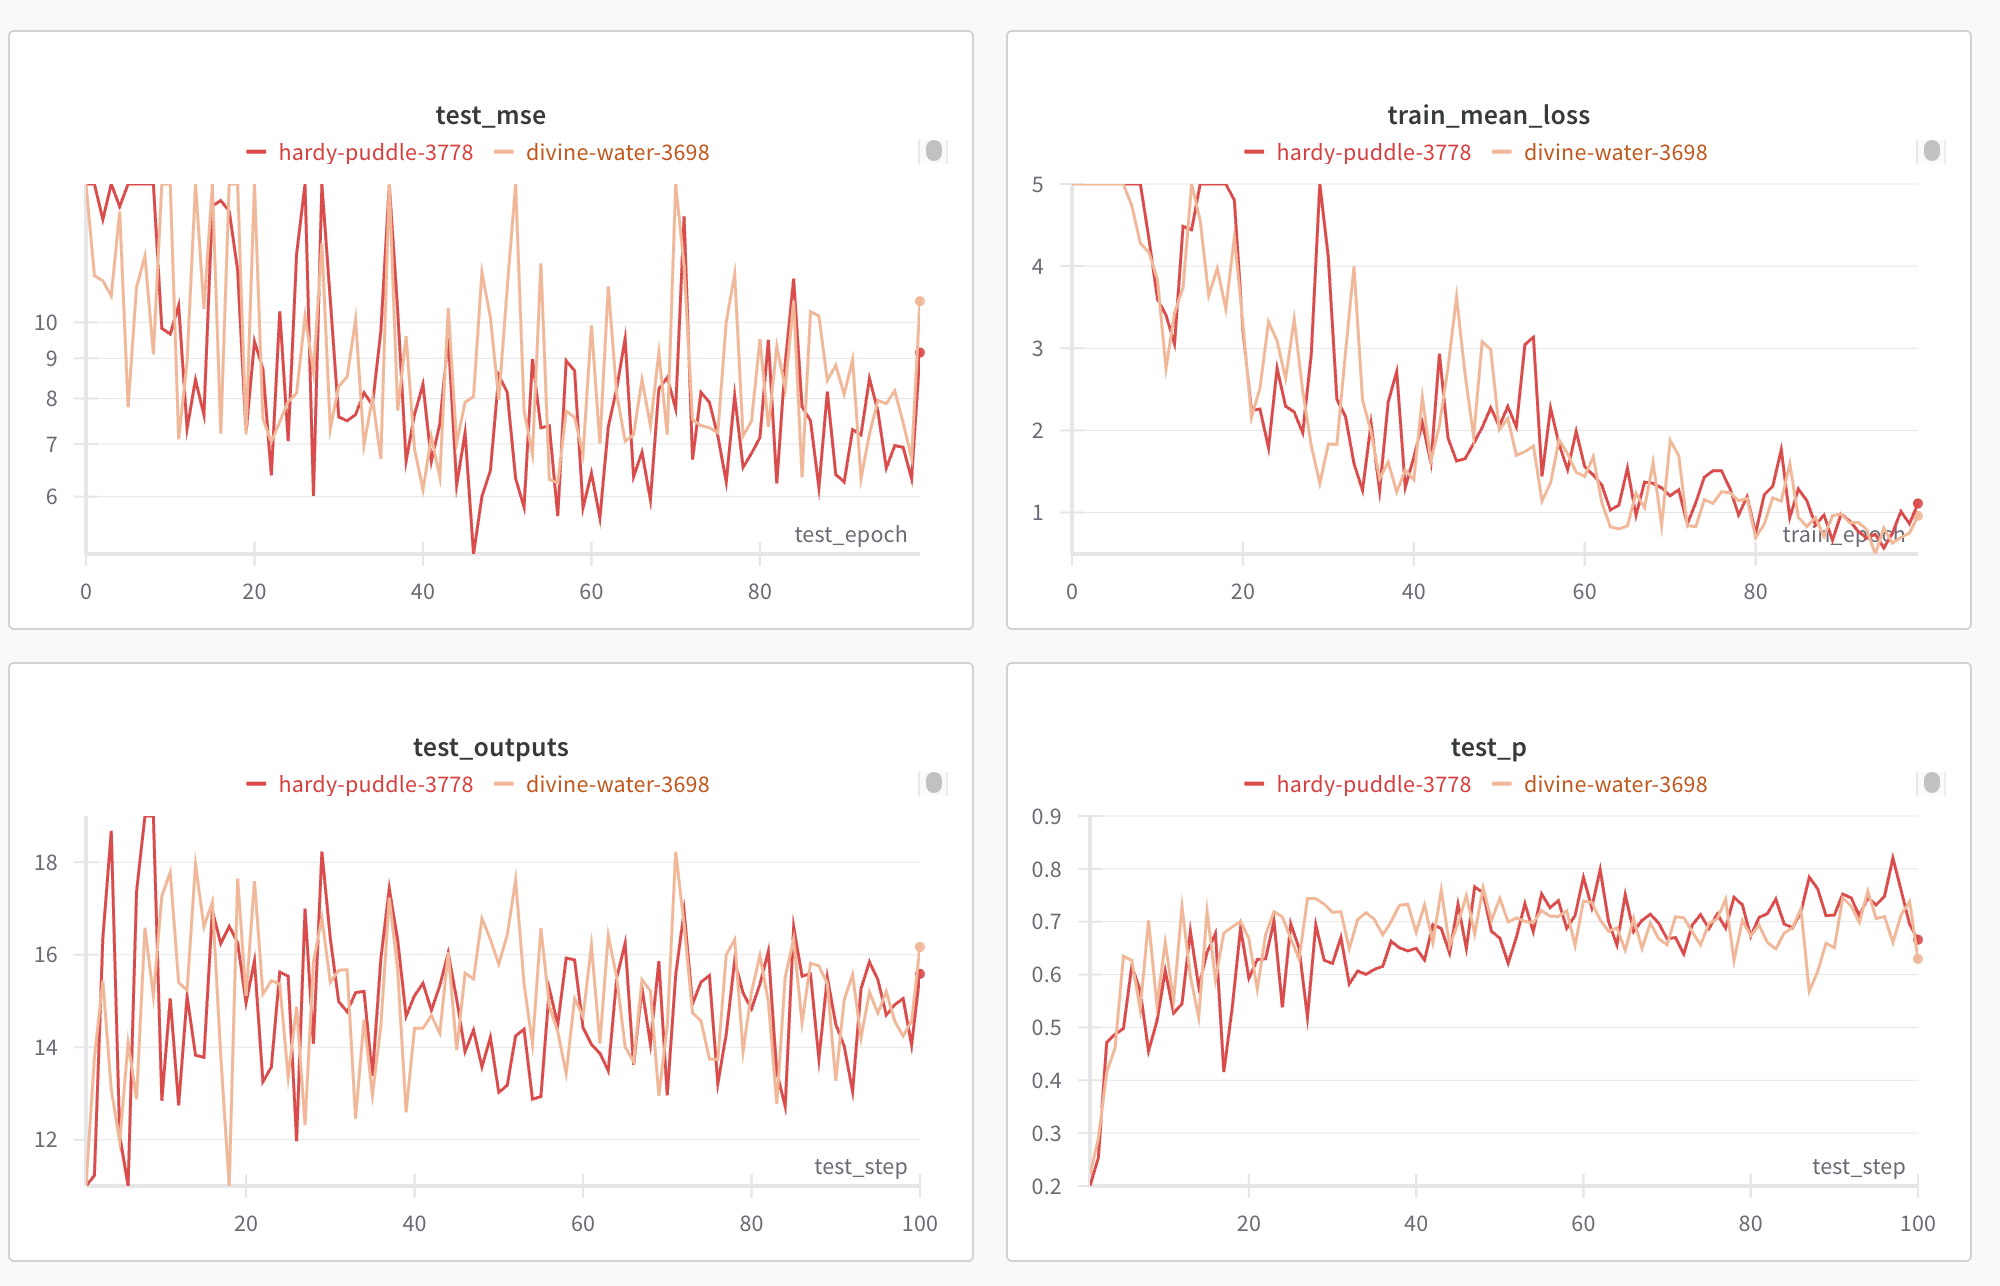 test_mse
hardy-puddle-3778 divine-water-3698
10
9
8
7
6
test_epoch
0 20 40 60 80
train_mean_loss
hardy-puddle-3778 divine-water-3698
5
4
3
2
1
train_epoch
0 20 40 60 80
test_outputs
hardy-puddle-3778 divine-water-3698
18
16
14
12
test_step
20 40 60 80 100
test_p
hardy-puddle-3778 divine-water-3698
0.9
0.8
0.7
0.6
0.5
0.4
0.3
0.2
test_step
20 40 60 80 100